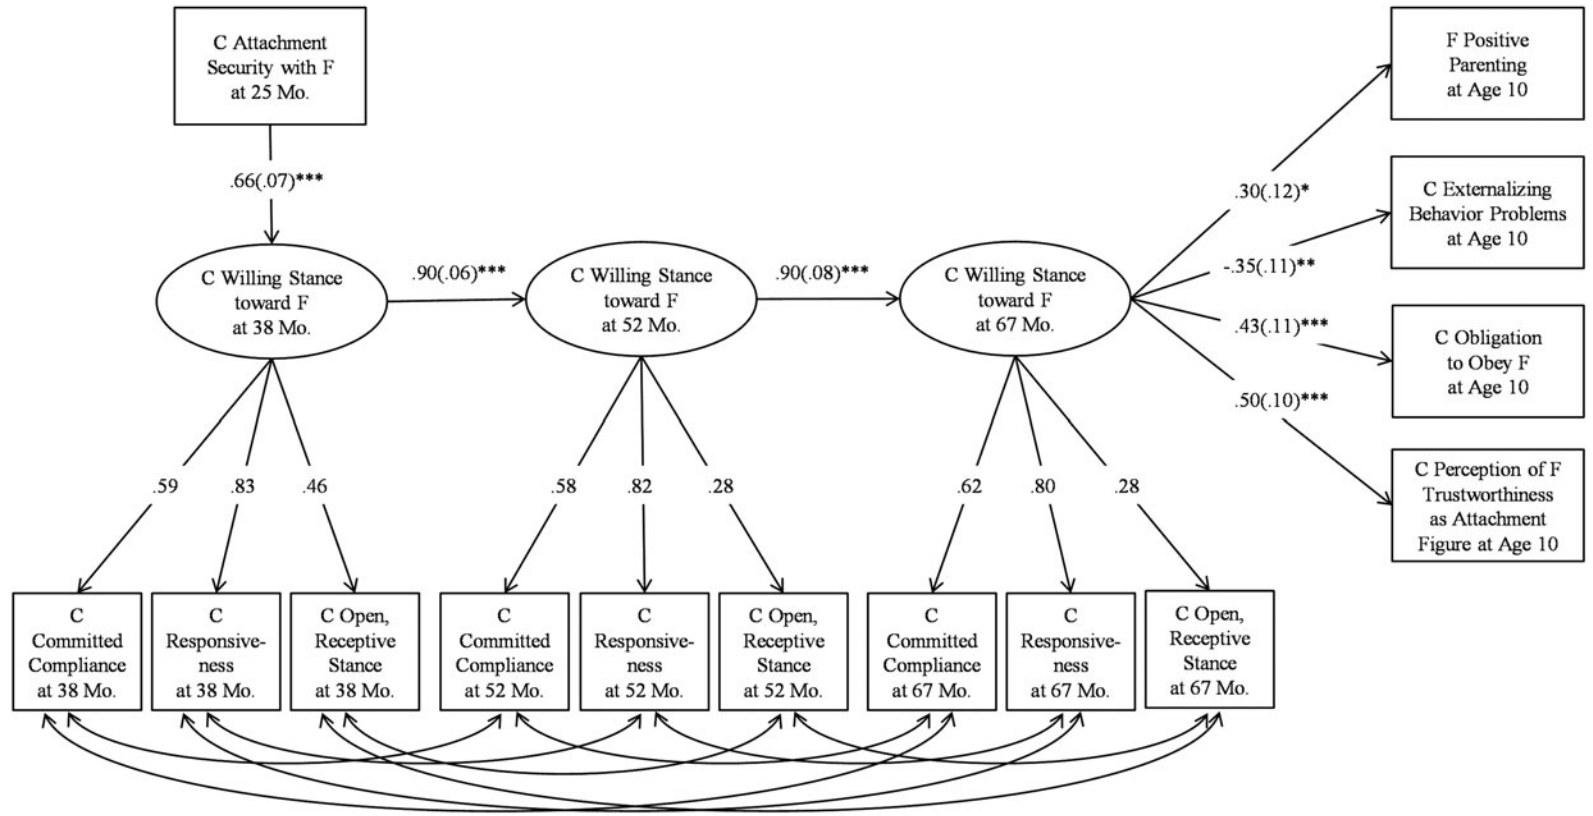 C Attachment
Security with F
at 25 Mo.
.66(.07)***
C Willing Stance
toward F
at 38 Mo.
.90(.06)***
C Willing Stance
toward F
at 52 Mo.
.90(.08)***
C Willing Stance
toward F
at 67 Mo.
.30(.12)*
-.35(.11)**
.43(.11)***
.50(.10)***
F Positive
Parenting
at Age 10
C Externalizing
Behavior Problems
at Age 10
C Obligation
to Obey F
at Age 10
C Perception of F
Trustworthiness
as Attachment
Figure at Age 10
.59
.83
.46
.58
.82
.28
.62
.80
.28
C
Committed
Compliance
at 38 Mo.
C
Responsive-
ness
at 38 Mo.
C Open,
Receptive
Stance
at 38 Mo.
C
Committed
Compliance
at 52 Mo.
C
Responsive-
ness
at 52 Mo.
C Open,
Receptive
Stance
at 52 Mo.
C
Committed
Compliance
at 67 Mo.
C
Responsive-
ness
at 67 Mo.
C Open,
Receptive
Stance
at 67 Mo.